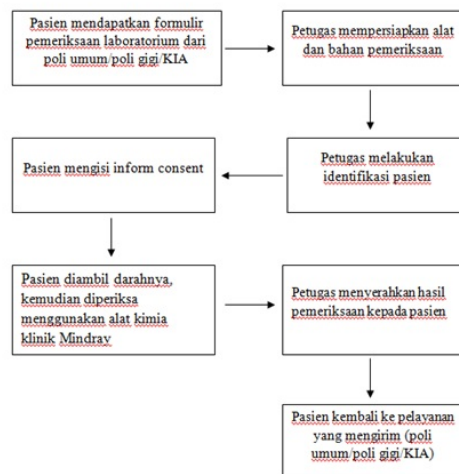 Pasien mendapatkan formulir
pemeriksaan laboratorium dari
poli umum/poli gigi/KIA
Petugas mempersiapkan alat
dan bahan pemeriksaan
Petugas melakukan
identifikasi pasien
Pasien mengisi inform consent
Pasien diambil darahnya,
kemudian diperiksa
menggunakan alat kimia
klinik Mindray
Petugas menyerahkan hasil
pemeriksaan kepada pasien
Pasien kembali ke pelayanan
yang mengirim (poli
umum/poli gigi/KIA)